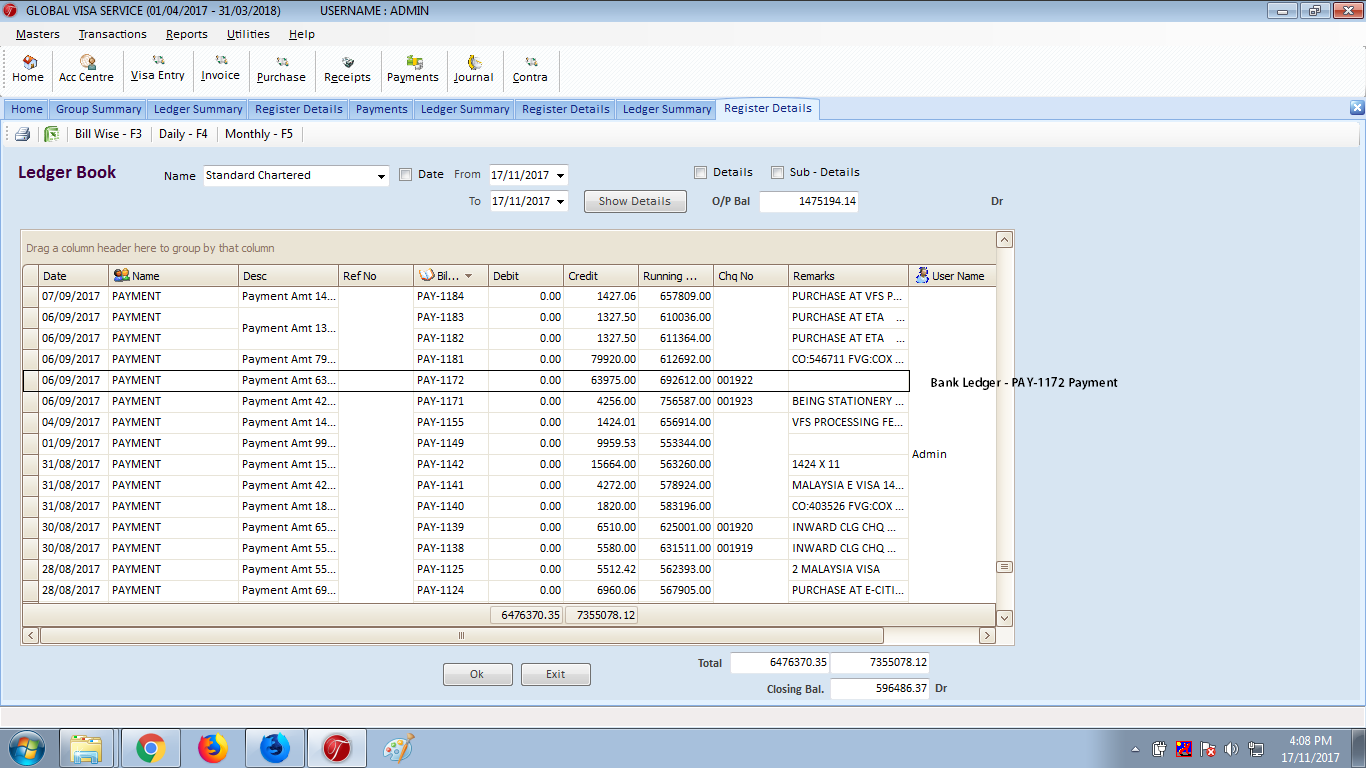 GLOBAL VISA SERVICE (01/04/2017 - 31/03/2018) USERNAME : ADMIN
Masters Transactions Reports Utilities Help
Home Acc Centre Visa Entry Invoice Purchase Receipts Payments Journal Contra
Home Group Summary Ledger Summary Register Details Payments Ledger Summary Register Details Ledger Summary Register Details
Bill Wise - F3 Daily - F4 Monthly - F5
Ledger Book Name Standard Chartered Date From 17/11/2017 Details Sub - Details
To 17/11/2017 Show Details O/P Bal 1475194.14 Dr
Drag a column header here to group by that column
Date Name Desc Ref No Bil... Debit Credit Running ... Chq No Remarks User Name
07/09/2017 PAYMENT Payment Amt 14... PAY-1184 0.00 1427.06 657809.00 PURCHASE AT VFS P...
06/09/2017 PAYMENT PAY-1183 0.00 1327.50 610036.00 PURCHASE AT ETA ...
Payment Amt 13...
06/09/2017 PAYMENT PAY-1182 0.00 1327.50 611364.00 PURCHASE AT ETA ...
06/09/2017 PAYMENT Payment Amt 79... PAY-1181 0.00 79920.00 612692.00 CO:546711 FVG:COX ...
06/09/2017 PAYMENT Payment Amt 63... PAY-1172 0.00 63975.00 692612.00 001922 Bank Ledger - PAY-1172 Payment
06/09/2017 PAYMENT Payment Amt 42... PAY-1171 0.00 4256.00 756587.00 001923 BEING STATIONERY ...
04/09/2017 PAYMENT Payment Amt 14... PAY-1155 0.00 1424.01 656914.00 VFS PROCESSING FE...
01/09/2017 PAYMENT Payment Amt 99... PAY-1149 0.00 9959.53 553344.00
Admin
31/08/2017 PAYMENT Payment Amt 15... PAY-1142 0.00 15664.00 563260.00 1424 X 11
31/08/2017 PAYMENT Payment Amt 42... PAY-1141 0.00 4272.00 578924.00 MALAYSIA E VISA 14...
31/08/2017 PAYMENT Payment Amt 18... PAY-1140 0.00 1820.00 583196.00 CO:403526 FVG:COX ...
30/08/2017 PAYMENT Payment Amt 65... PAY-1139 0.00 6510.00 625001.00 001920 INWARD CLG CHQ ...
30/08/2017 PAYMENT Payment Amt 55... PAY-1138 0.00 5580.00 631511.00 001919 INWARD CLG CHQ ...
28/08/2017 PAYMENT Payment Amt 55... PAY-1125 0.00 5512.42 562393.00 2 MALAYSIA VISA
28/08/2017 PAYMENT Payment Amt 69... PAY-1124 0.00 6960.06 567905.00 PURCHASE AT E-CITI...
6476370.35 7355078.12
Total 6476370.35 7355078.12
Ok Exit
Closing Bal. 596486.37 Dr
4:08 PM
17/11/2017